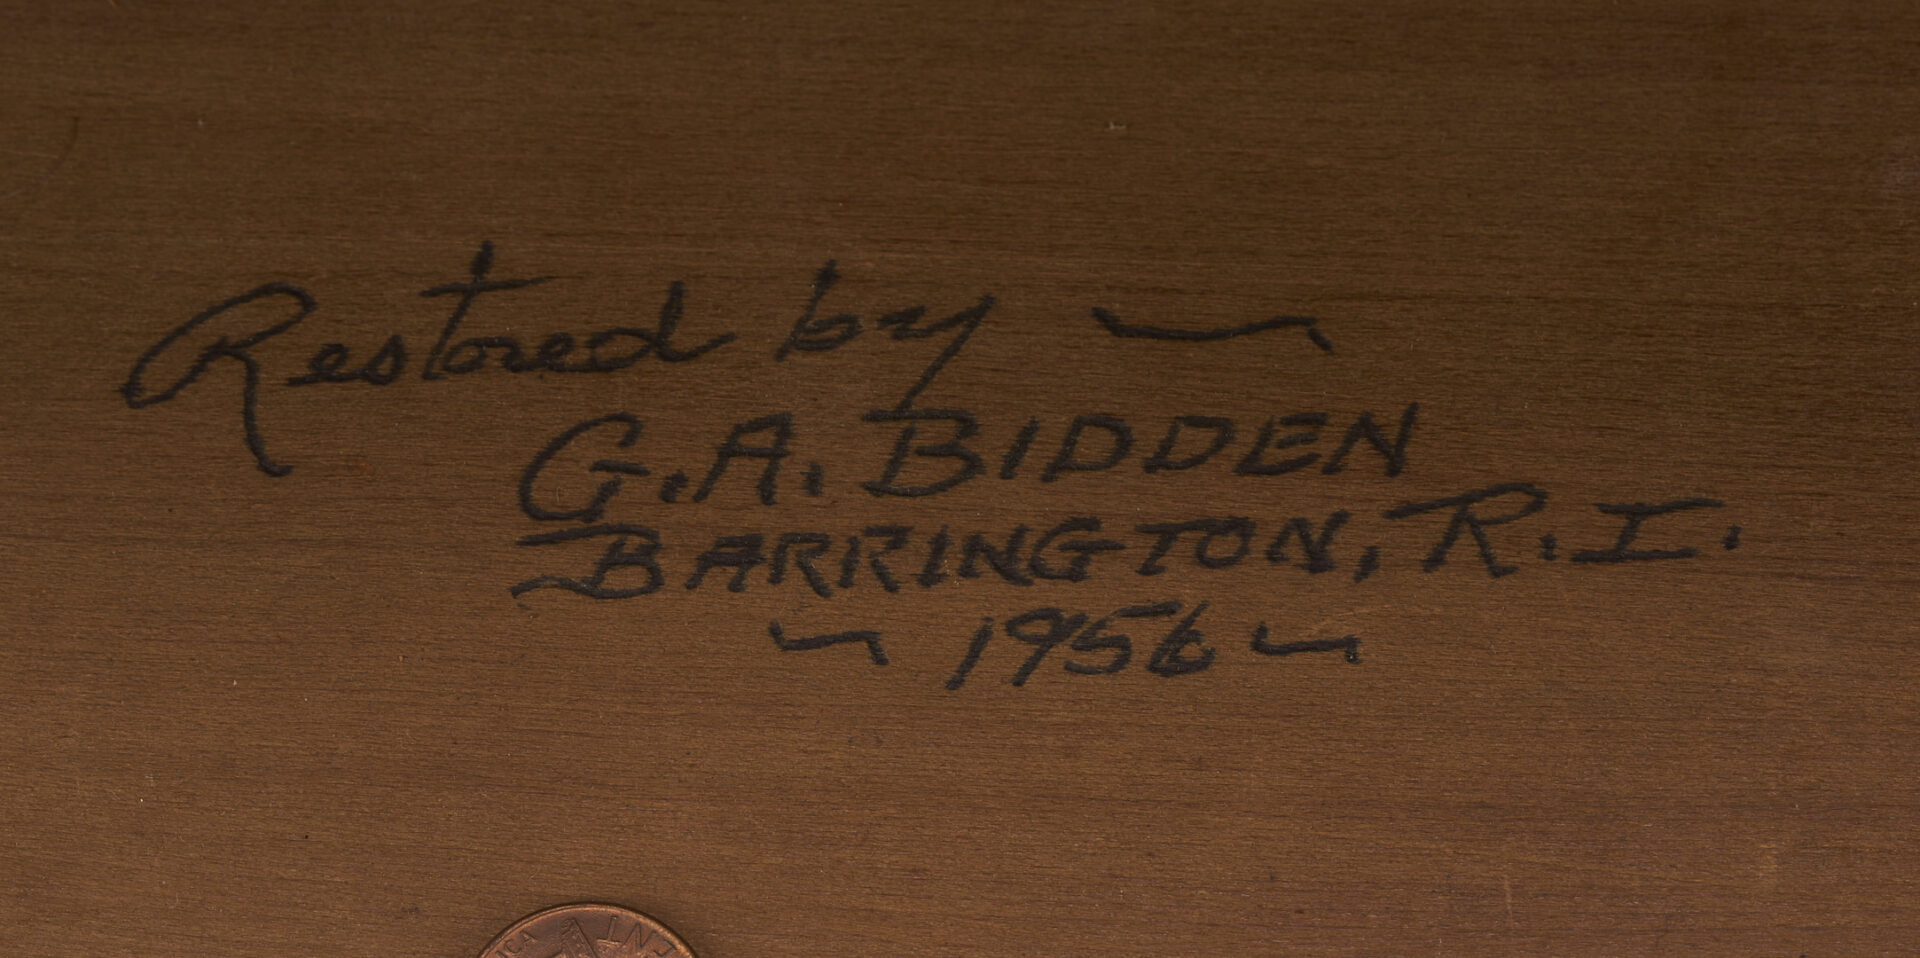 Restored by ~
G.A. BIDDEN
BARRINGTON, R.I.
~ 1956 ~